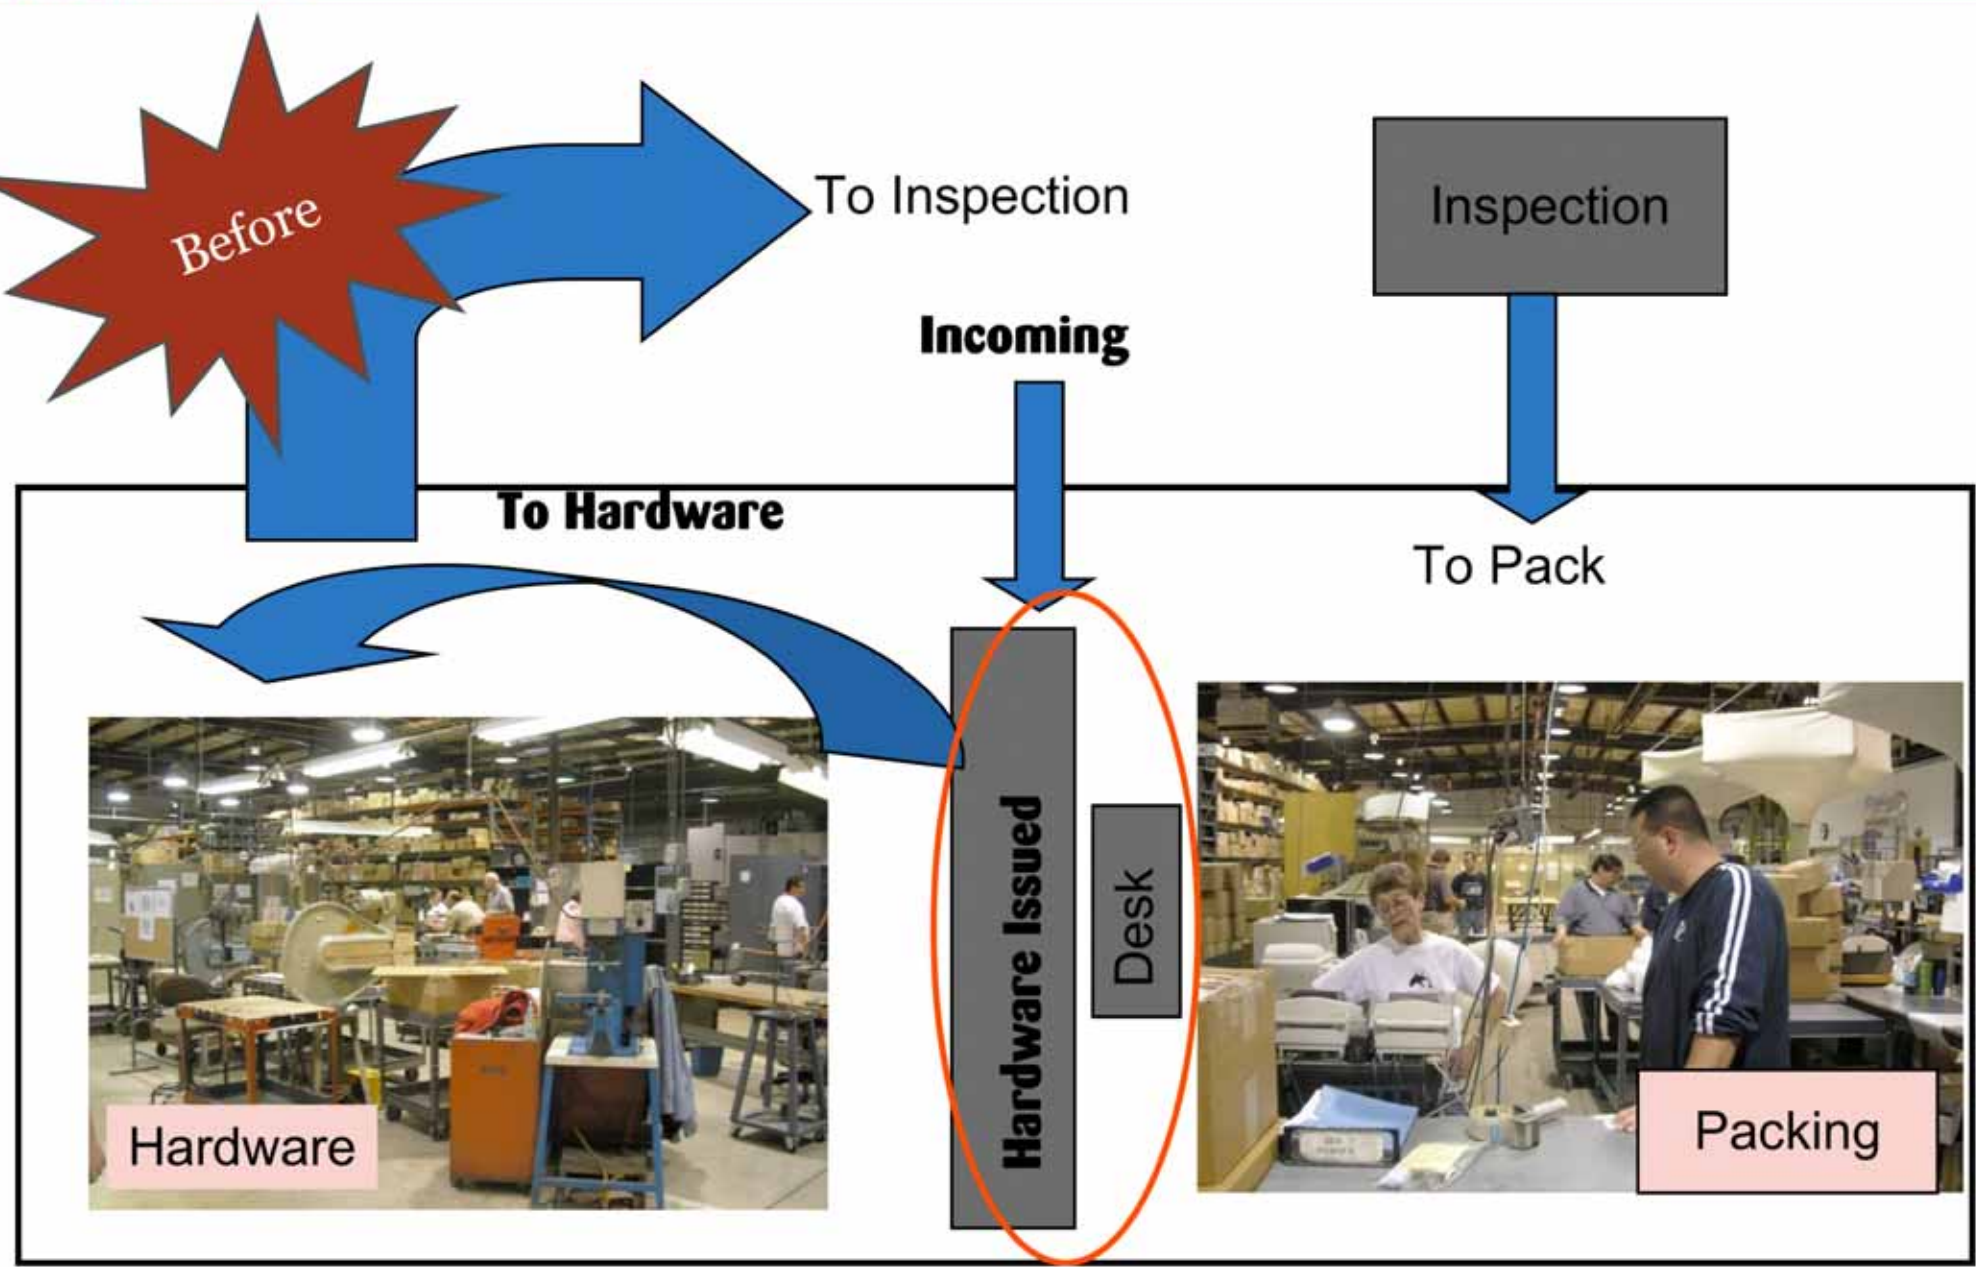 Before
To Inspection
Inspection
Incoming
To Hardware
To Pack
Hardware Issued
Desk
Hardware
Packing